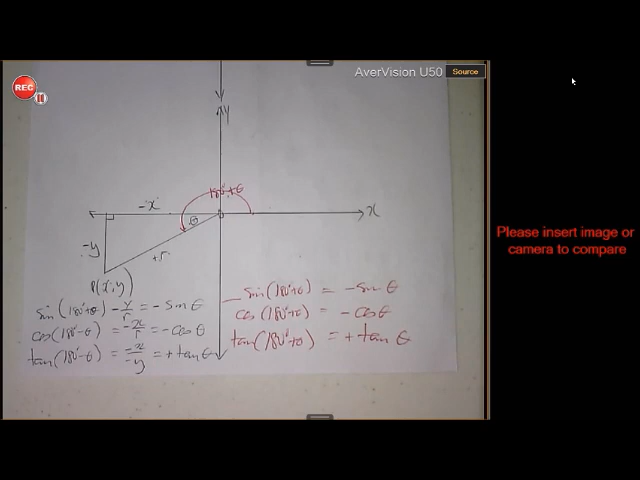 AverVision U50
Source
REC
y
180°+θ
-x
θ
x
-y
+r
P(x,y)
Please insert image or
camera to compare
sin(180°+θ) -y/r = -sin θ
cos(180°-θ) = -x/r = -cos θ
tan(180°-θ) = -x/-y = +tan θ
sin(180°+θ) = -sin θ
cos(180°+θ) = -cos θ
tan(180°+θ) = +tan θ